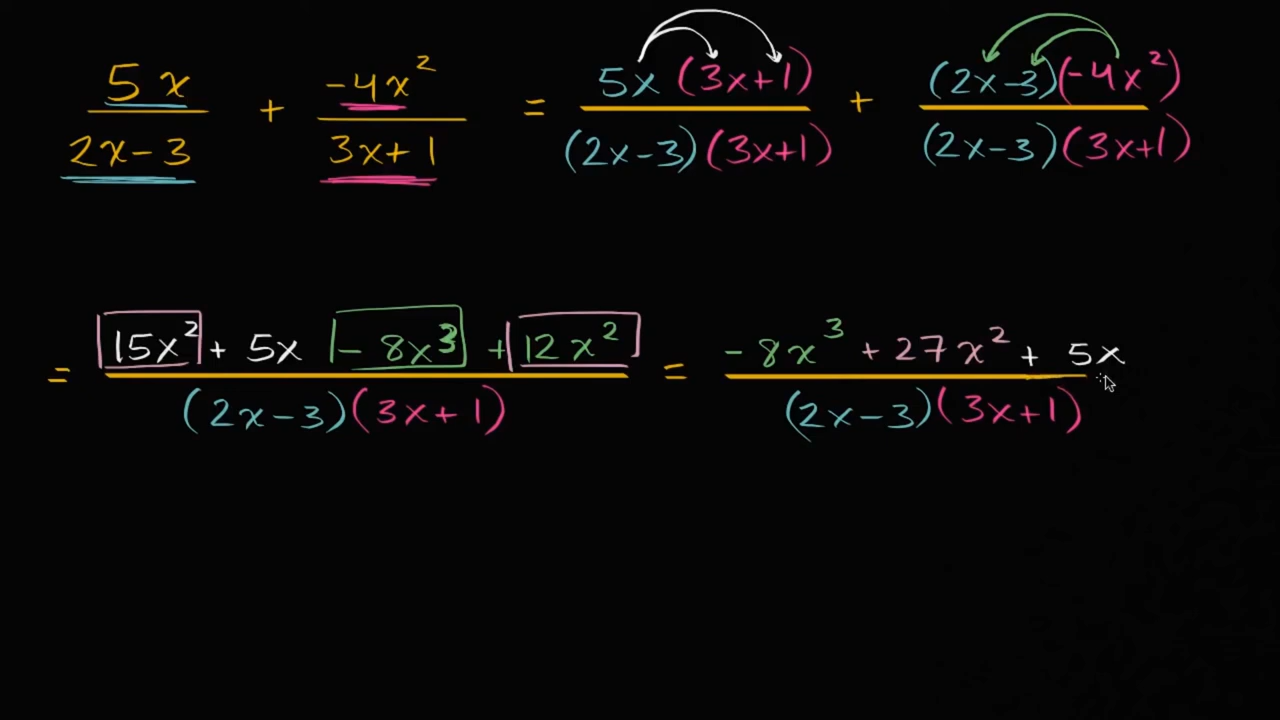 5x/(2x-3) + -4x²/(3x+1) = 5x(3x+1)/(2x-3)(3x+1) + (2x-3)(-4x²)/(2x-3)(3x+1)
= 15x² + 5x - 8x³ + 12x²/(2x-3)(3x+1) = -8x³ + 27x² + 5x/(2x-3)(3x+1)